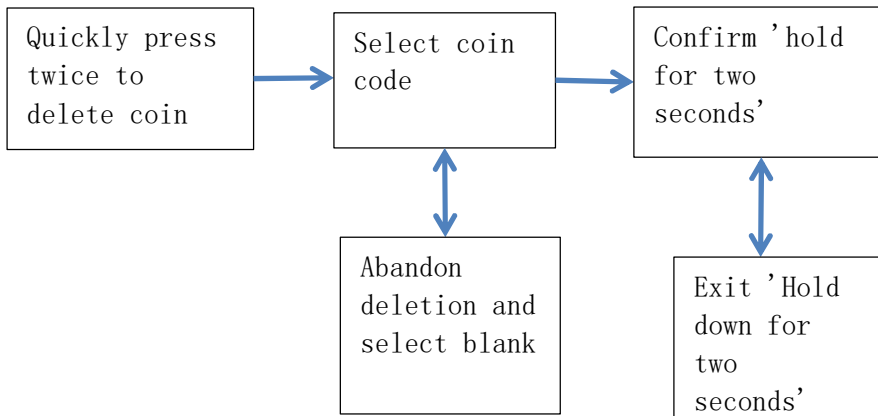 Quickly press
twice to
delete coin
Select coin
code
Confirm 'hold
for two
seconds'
Abandon
deletion and
select blank
Exit 'Hold
down for
two
seconds'